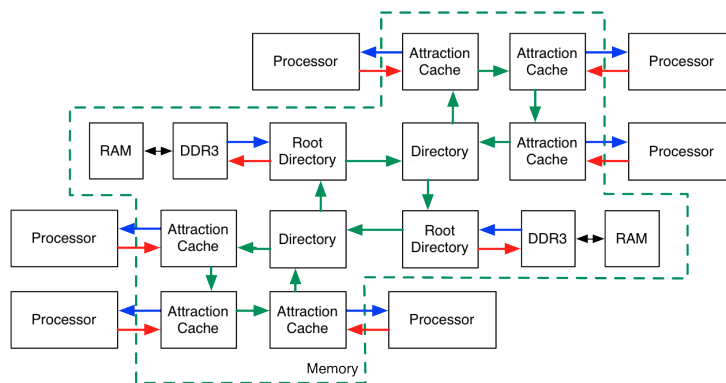 Processor
Attraction
Cache
Attraction
Cache
Processor
RAM
DDR3
Root
Directory
Directory
Attraction
Cache
Processor
Processor
Attraction
Cache
Directory
Root
Directory
DDR3
RAM
Processor
Attraction
Cache
Attraction
Cache
Processor
Memory